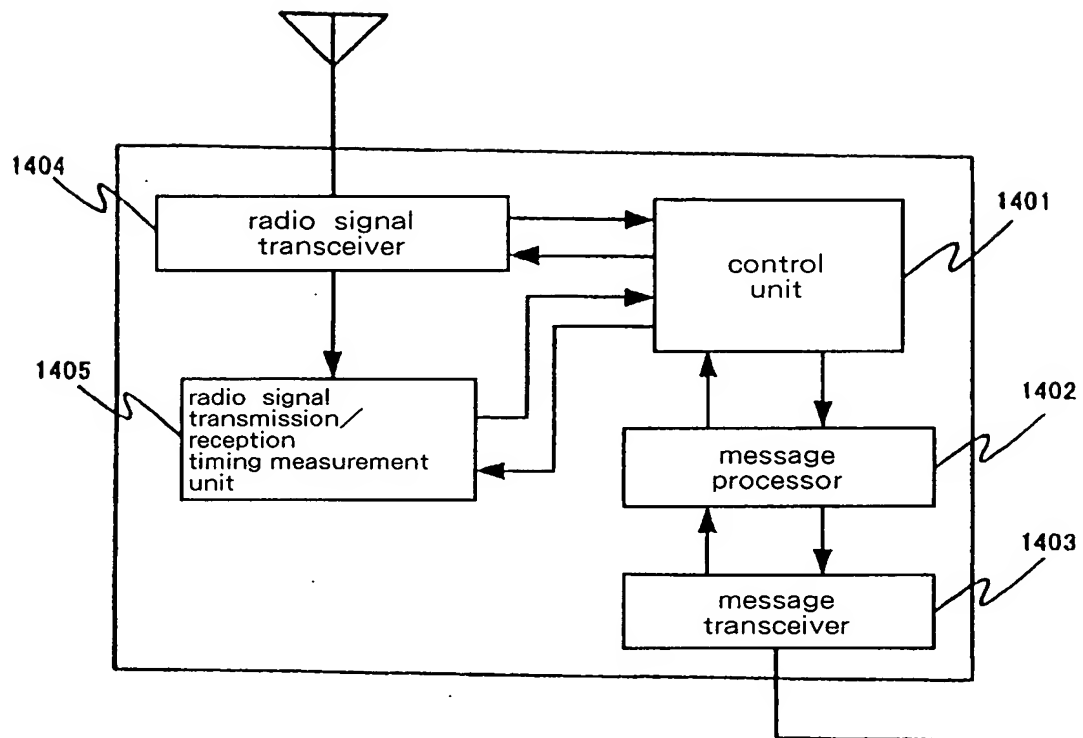 1404
radio signal
transceiver
1401
control
unit
1405
radio signal
transmission/
reception
timing measurement
unit
1402
message
processor
1403
message
transceiver